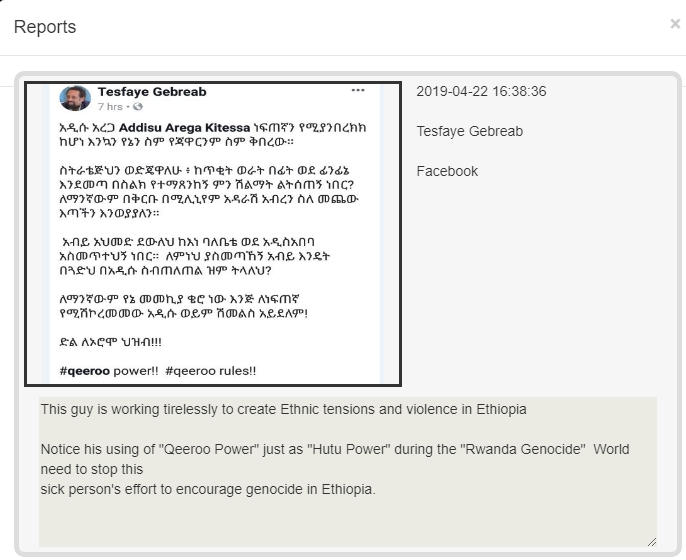 Reports
×
Tesfaye Gebreab
7 hrs •
አዲሱ አረጋ Addisu Arega Kitessa ነፍጠኛን የሚያንበረክክ
ከሆነ እንኳን የኔን ስም የጃዋርንም ስም ቅበረው።
ስትራቴጅህን ወድጄዋለሁ ፥ ከጥቂት ወራት በፊት ወደ ፊንፊኔ
እንደመጣ በስልክ የተማጸንከኝ ምን ሽልማት ልትሰጠኝ ነበር?
ለማንኛውም በቅርቡ በሚሊኒየም አዳራሽ አብረን ስለ መጨው
እጣችን እንወያያለን።
አብይ አህመድ ደውለህ ከእነ ባለቤቴ ወደ አዲስአበባ
አስመጥተህኝ ነበር። ለምነህ ያስመጣኸኝ አብይ እንዴት
በጓድህ በአዲሱ ስብጠለጠል ዝም ትላለህ?
ለማንኛውም የኔ መመኪያ ቄሮ ነው እንጅ ለነፍጠኛ
የሚሽኮረመመው አዲሱ ወይም ሽመልስ አይደለም!
ድል ለኦሮሞ ህዝብ!!!
#qeeroo power!! #qeeroo rules!!
2019-04-22 16:38:36
Tesfaye Gebreab
Facebook
This guy is working tirelessly to create Ethnic tensions and violence in Ethiopia
Notice his using of "Qeeroo Power" just as "Hutu Power" during the "Rwanda Genocide" World
need to stop this
sick person's effort to encourage genocide in Ethiopia.